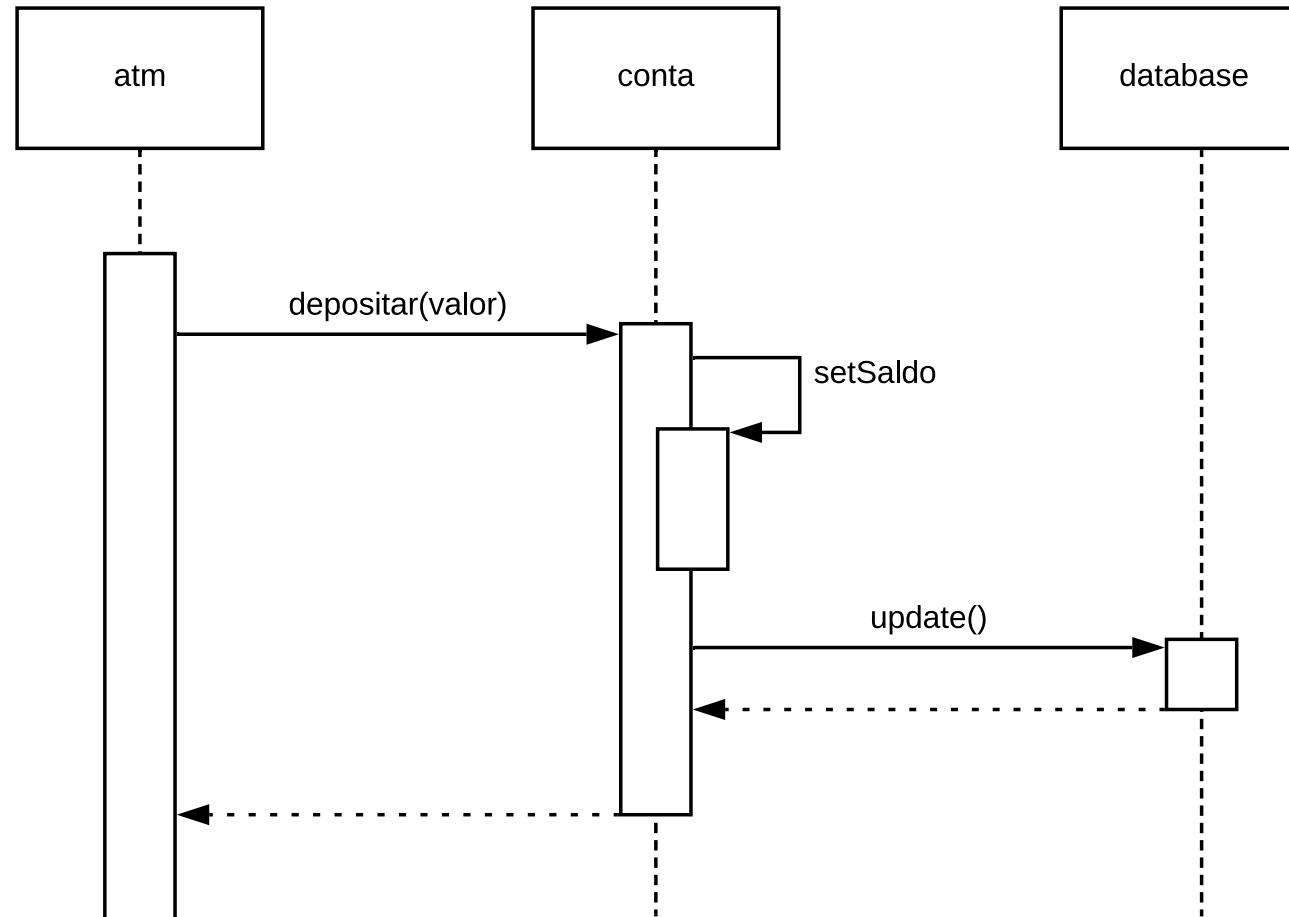 atm
conta
database
depositar(valor)
setSaldo
update()